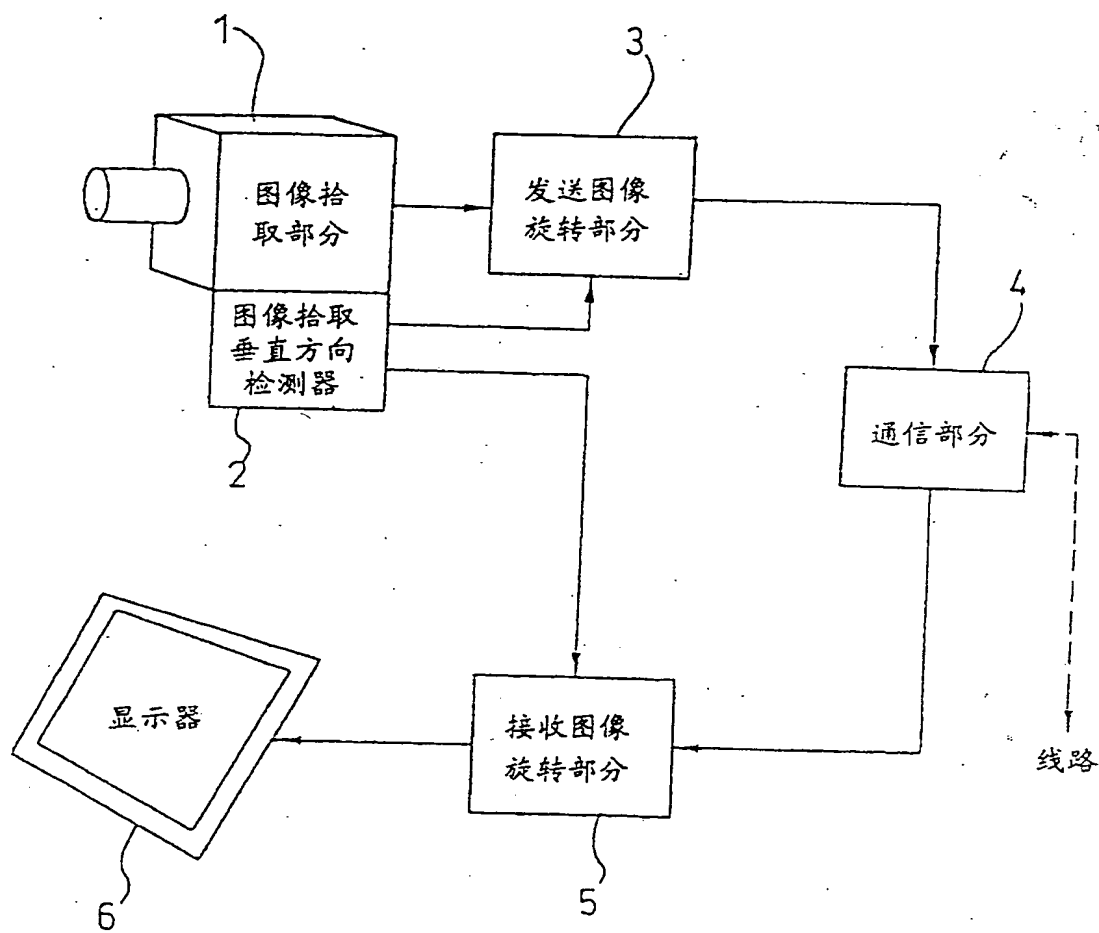 1
3
图像拾
取部分
发送图像
旋转部分
图像拾取
垂直方向
检测器
2
4
通信部分
显示器
接收图像
旋转部分
线路
6
5